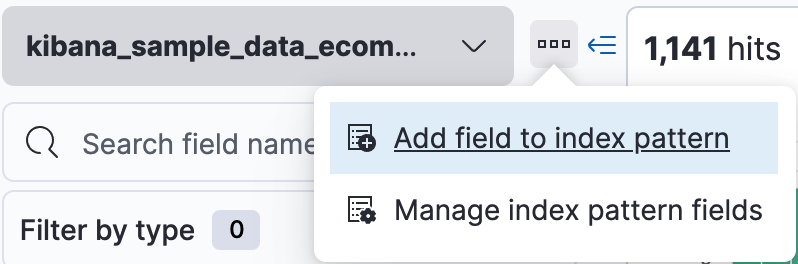 kibana_sample_data_ecom...
1,141 hits
Search field name
Add field to index pattern
Manage index pattern fields
Filter by type 0